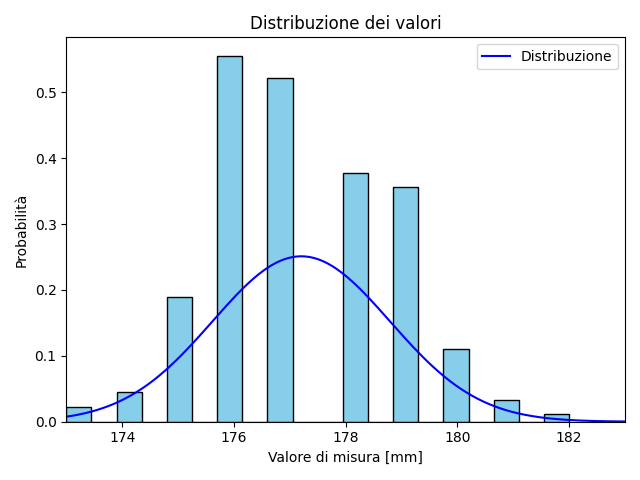 Distribuzione dei valori
Distribuzione
Probabilità
0.5
0.4
0.3
0.2
0.1
0.0
174 176 178 180 182
Valore di misura [mm]